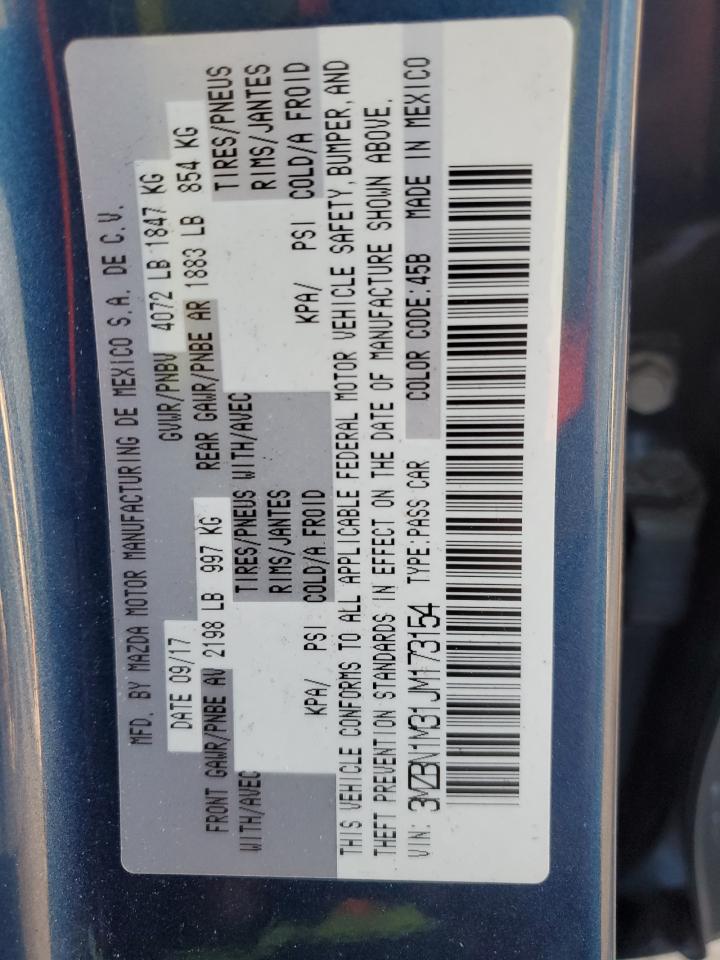 MFD. BY MAZDA MOTOR MANUFACTURING DE MEXICO S.A. DE C.V.
DATE 09/17 GVWR/PNBV 4072 LB 1847 KG
FRONT GAWR/PNBE AV 2198 LB 997 KG REAR GAWR/PNBE AR 1883 LB 854 KG
WITH/AVEC TIRES/PNEUS WITH/AVEC TIRES/PNEUS
RIMS/JANTES RIMS/JANTES
KPA/ PSI COLD/A FROID KPA/ PSI COLD/A FROID
THIS VEHICLE CONFORMS TO ALL APPLICABLE FEDERAL MOTOR VEHICLE SAFETY, BUMPER, AND
THEFT PREVENTION STANDARDS IN EFFECT ON THE DATE OF MANUFACTURE SHOWN ABOVE.
VIN: 3MZBN1M31JM173154 TYPE:PASS CAR COLOR CODE:45B MADE IN MEXICO